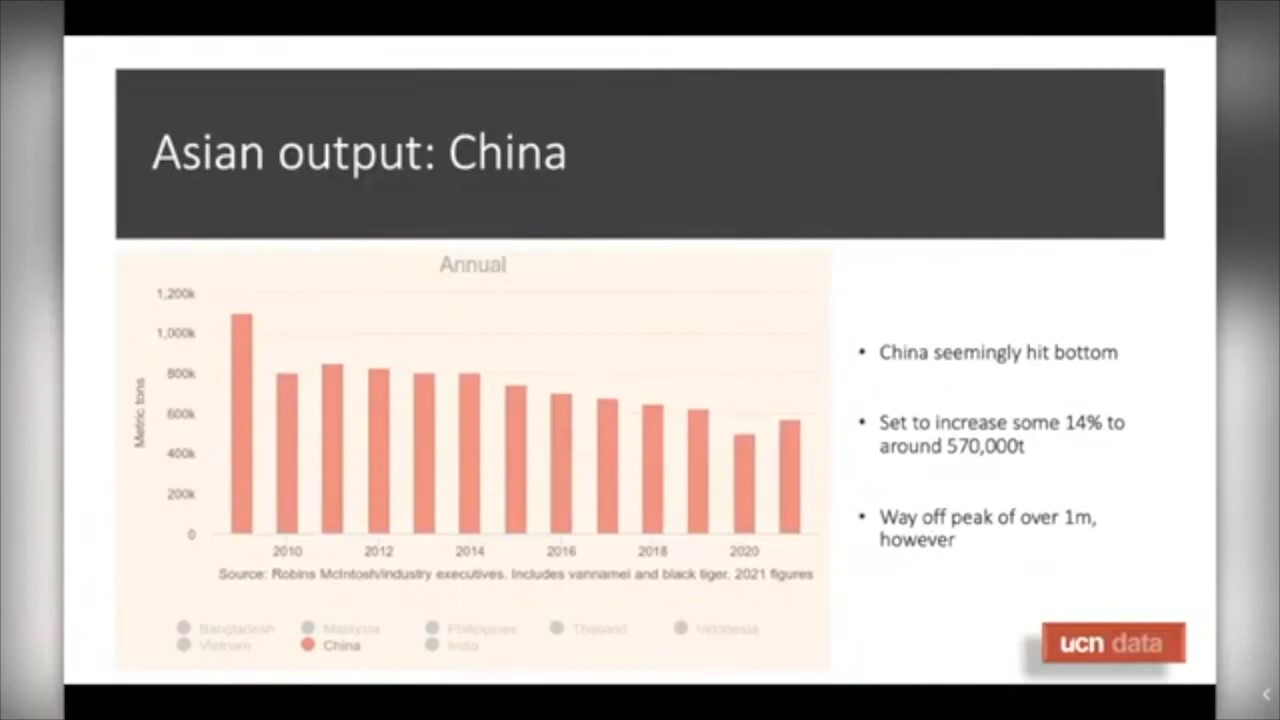 Asian output: China
Annual
1,200k
1,000k
800k
600k
400k
200k
0
Metric tons
2010 2012 2014 2016 2018 2020
Source: Robins McIntosh/industry executives. Includes vannamei and black tiger. 2021 figures
Bangladesh Malaysia Philippines Thailand Indonesia
Vietnam China India
• China seemingly hit bottom
• Set to increase some 14% to
around 570,000t
• Way off peak of over 1m,
however
ucn data